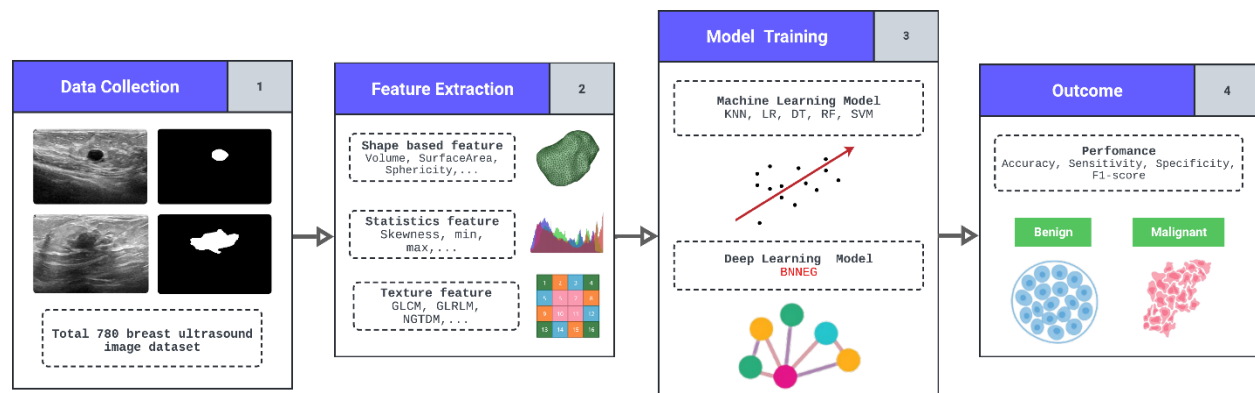 Data Collection 1
Total 780 breast ultrasound
image dataset
Feature Extraction 2
Shape based feature
Volume, SurfaceArea,
Sphericity,...
Statistics feature
Skewness, min,
max,...
Texture feature
GLCM, GLRLM,
NGTDM,...
1 2 3 4
5 6 7 8
9 10 11 12
13 14 15 16
Model Training 3
Machine Learning Model
KNN, LR, DT, RF, SVM
Deep Learning Model
BNNEG
Outcome 4
Perfomance
Accuracy, Sensitivity, Specificity,
F1-score
Benign
Malignant